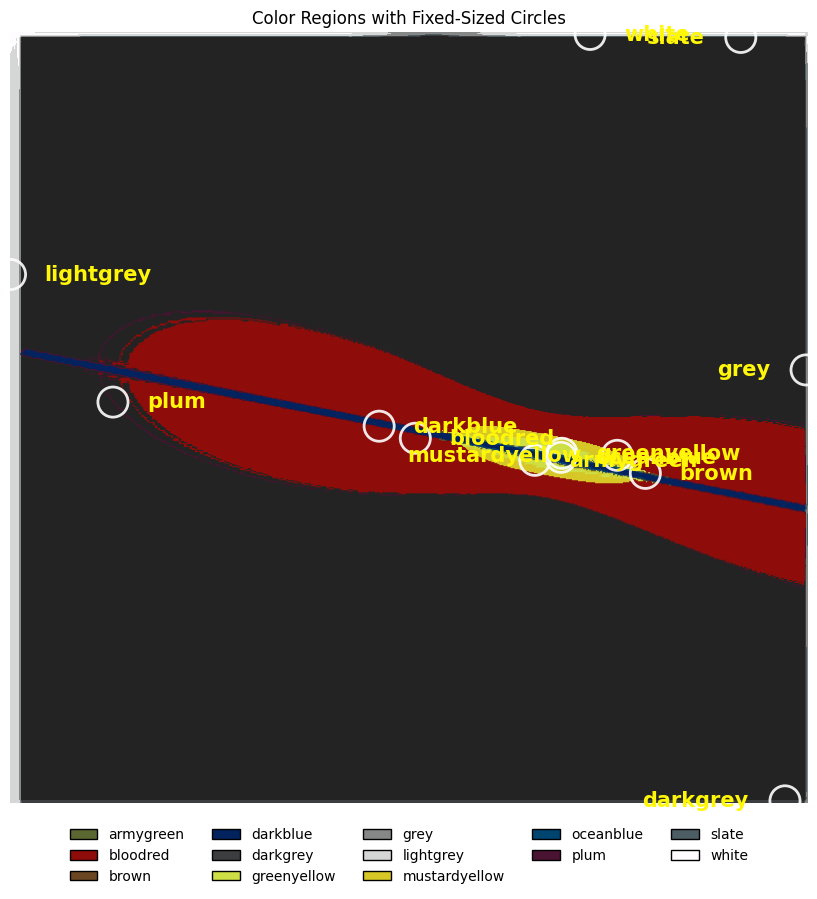 Color Regions with Fixed-Sized Circles
white
slate
lightgrey
grey
plum
darkblue
bloodred
greenyellow
mustardyellow
armygreen
brown
darkgrey
armygreen darkblue grey oceanblue slate
bloodred darkgrey lightgrey plum white
brown greenyellow mustardyellow